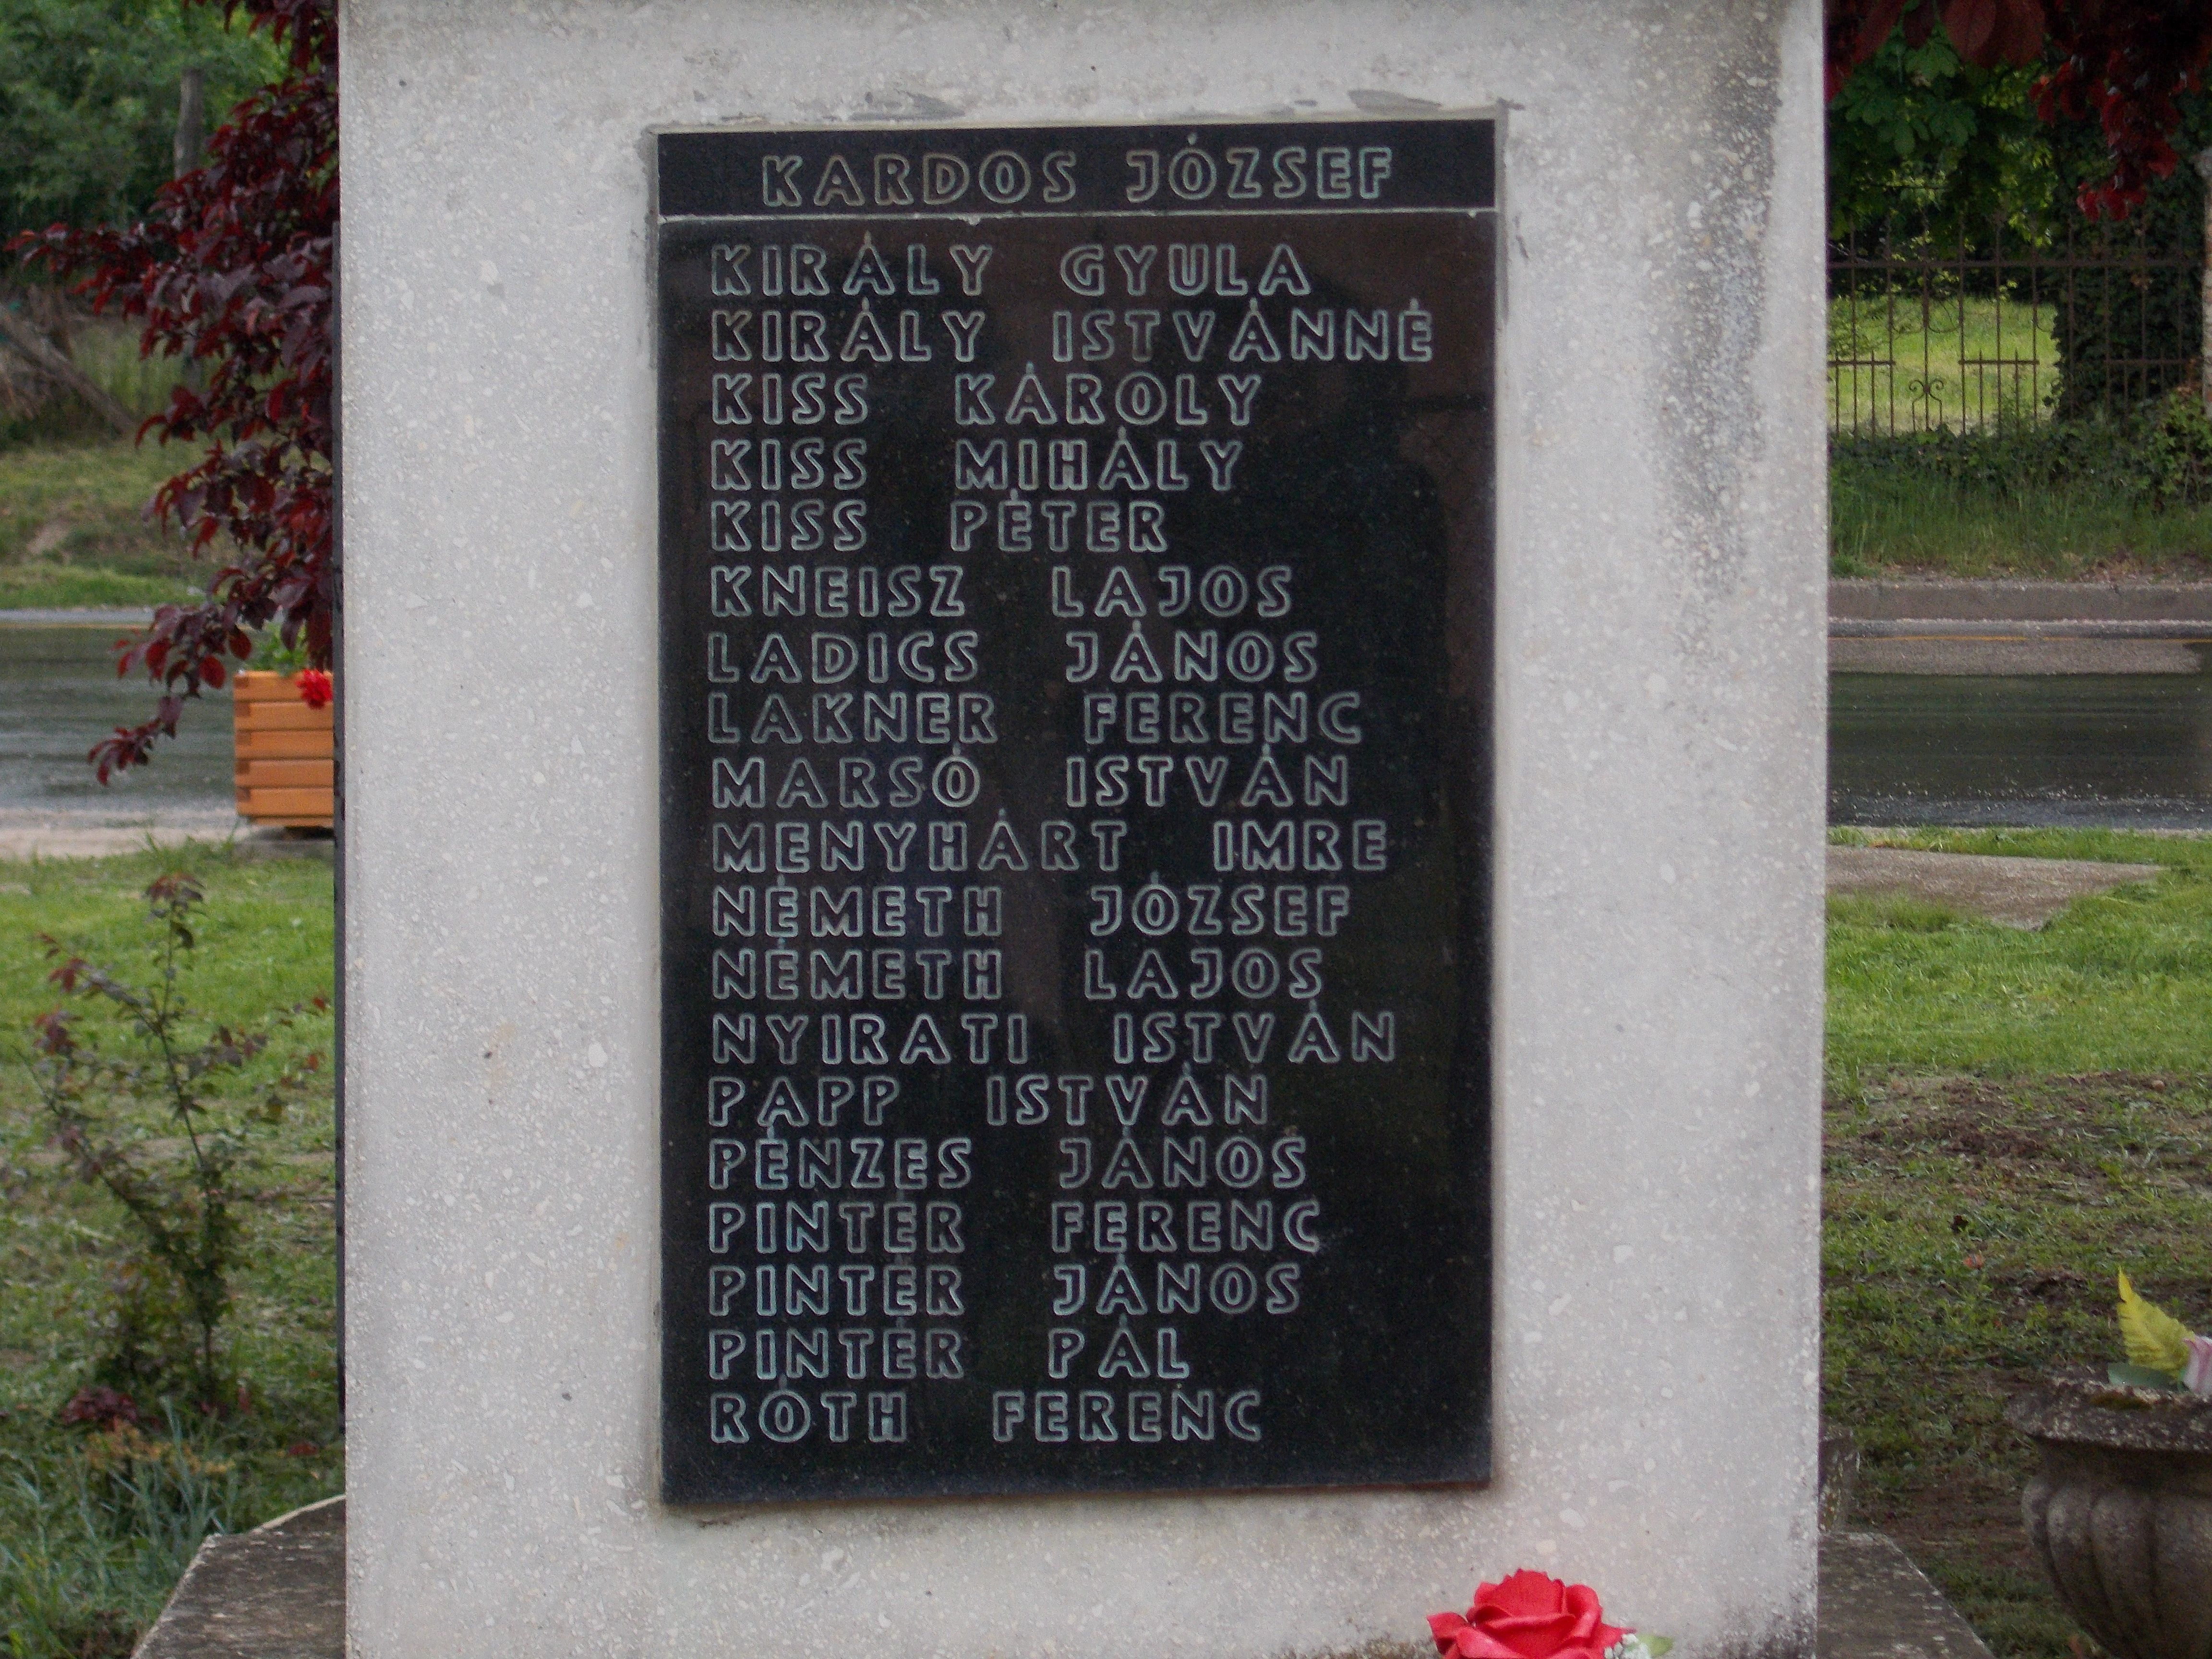 KARDOS JÓZSEF
KIRÁLY GYULA
KIRÁLY ISTVÁNNÉ
KISS KÁROLY
KISS MIHÁLY
KISS PÉTER
KNEISZ LAJOS
LADICS JÁNOS
LAKNER FERENC
MARSÓ ISTVÁN
MENYHÁRT IMRE
NÉMETH JÓZSEF
NÉMETH LAJOS
NYIRATI ISTVÁN
PAPP ISTVÁN
PÉNZES JÁNOS
PINTÉR FERENC
PINTÉR JÁNOS
PINTÉR PÁL
RÓTH FERENC